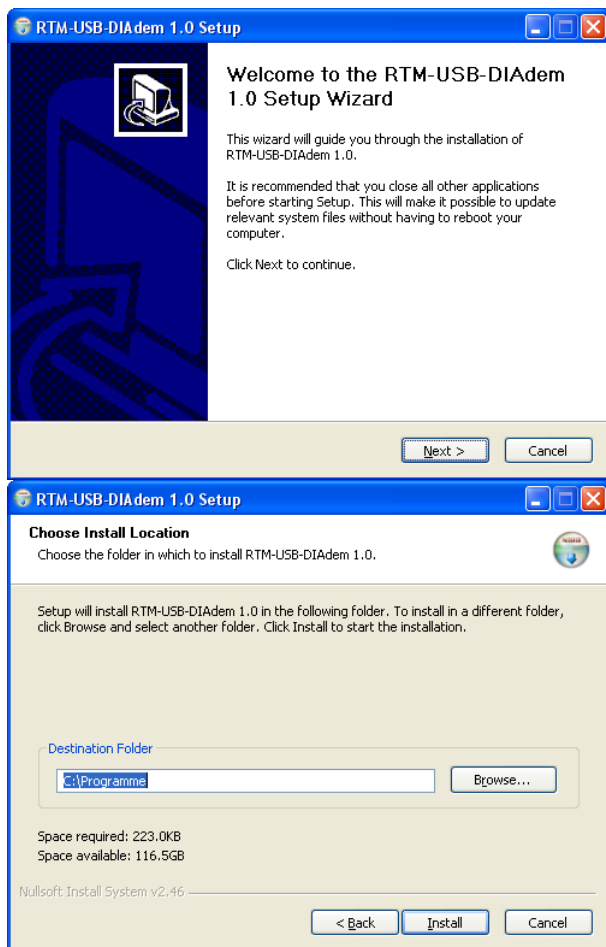 RTM-USB-DIAdem 1.0 Setup
Welcome to the RTM-USB-DIAdem
1.0 Setup Wizard
This wizard will guide you through the installation of
RTM-USB-DIAdem 1.0.
It is recommended that you close all other applications
before starting Setup. This will make it possible to update
relevant system files without having to reboot your
computer.
Click Next to continue.
Next > Cancel
RTM-USB-DIAdem 1.0 Setup
Choose Install Location
Choose the folder in which to install RTM-USB-DIAdem 1.0.
Setup will install RTM-USB-DIAdem 1.0 in the following folder. To install in a different folder,
click Browse and select another folder. Click Install to start the installation.
Destination Folder
C:\Programme Browse...
Space required: 223.0KB
Space available: 116.5GB
Nullsoft Install System v2.46
< Back Install Cancel